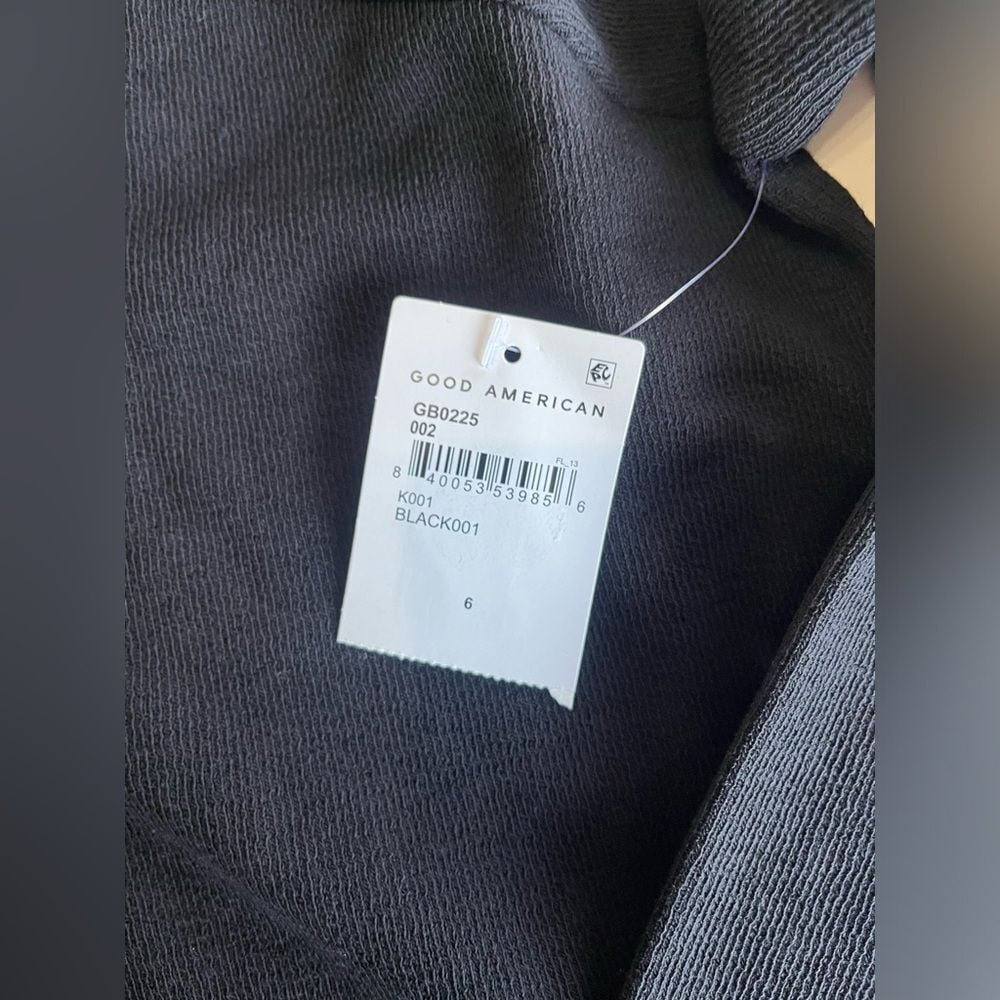 GOOD AMERICAN
GB0225
002
FL_13
8 40053 53985 6
K001
BLACK001
6